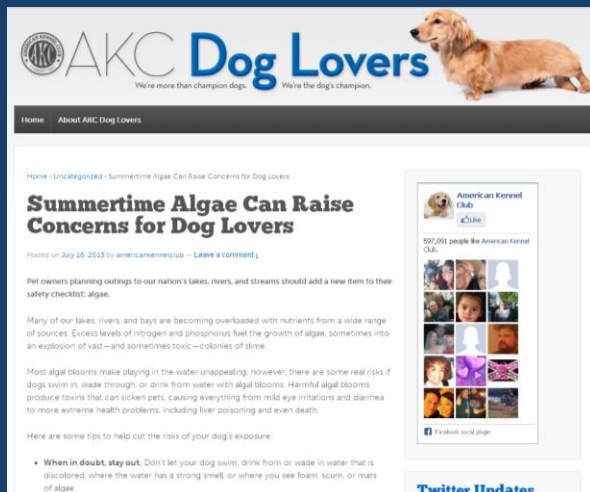 AMERICAN KENNEL CLUB
AKC
AKC Dog Lovers
We're more than champion dogs. We're the dog's champion.
Home About AKC Dog Lovers
Home › Uncategorized › Summertime Algae Can Raise Concerns for Dog Lovers
Summertime Algae Can Raise
Concerns for Dog Lovers
Posted on July 16, 2013 by americankennelclub — Leave a comment ↓
Pet owners planning outings to our nation's lakes, rivers, and streams should add a new item to their
safety checklist: algae.
Many of our lakes, rivers, and bays are becoming overloaded with nutrients from a wide range
of sources. Excess levels of nitrogen and phosphorus fuel the growth of algae, sometimes into
an explosion of vast—and sometimes toxic—colonies of slime.
Most algal blooms make playing in the water unappealing; however, there are some real risks if
dogs swim in, wade through, or drink from water with algal blooms. Harmful algal blooms
produce toxins that can sicken pets, causing everything from mild eye irritations and diarrhea
to more extreme health problems, including liver poisoning and even death.
Here are some tips to help cut the risks of your dog's exposure:
• When in doubt, stay out. Don't let your dog swim, drink from or wade in water that is
discolored, where the water has a strong smell, or where you see foam, scum, or mats
of algae.
American Kennel
Club
Like
597,091 people like American Kennel
Club.
Facebook social plugin
Twitter Updates